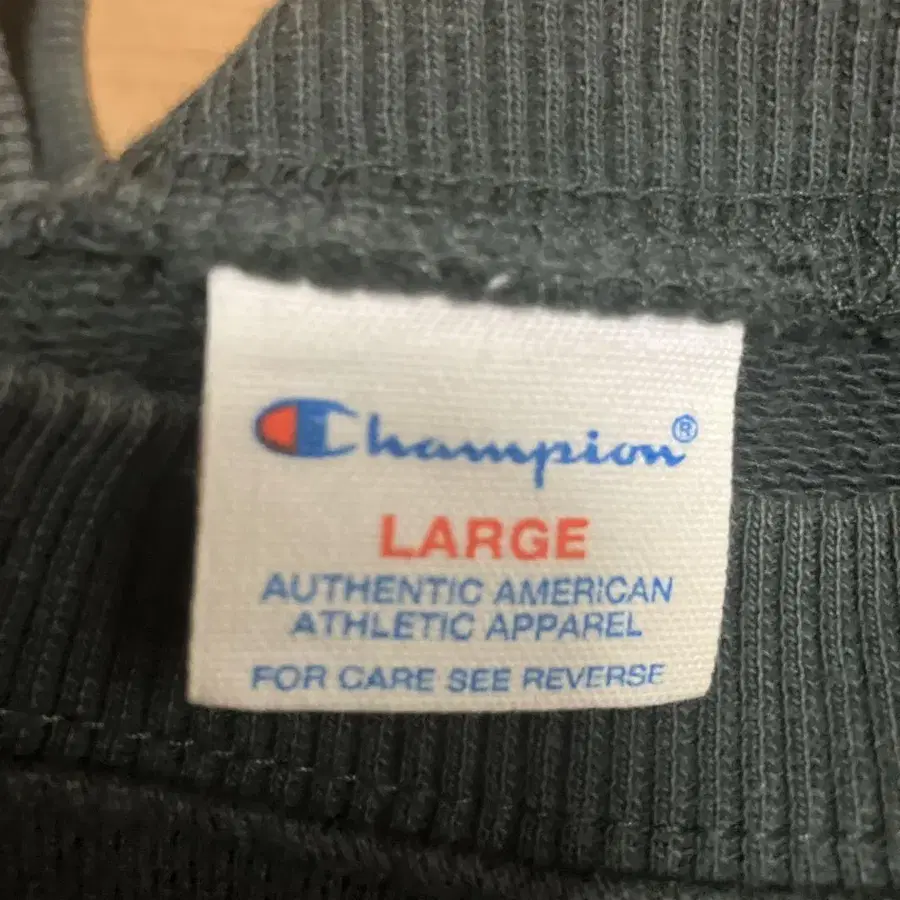 Champion®
LARGE
AUTHENTIC AMERICAN
ATHLETIC APPAREL
FOR CARE SEE REVERSE